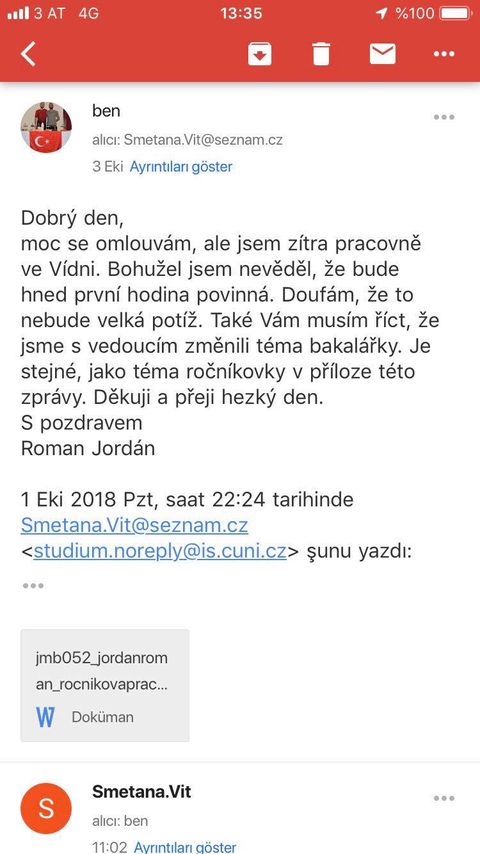 3 AT 4G 13:35 %100
ben
alıcı: Smetana.Vit@seznam.cz
3 Eki Ayrıntıları göster
Dobrý den,
moc se omlouvám, ale jsem zítra pracovně
ve Vídni. Bohužel jsem nevěděl, že bude
hned první hodina povinná. Doufám, že to
nebude velká potíž. Také Vám musím říct, že
jsme s vedoucím změnili téma bakalářky. Je
stejné, jako téma ročníkovky v příloze této
zprávy. Děkuji a přeji hezký den.
S pozdravem
Roman Jordán
1 Eki 2018 Pzt, saat 22:24 tarihinde
Smetana.Vit@seznam.cz
<studium.noreply@is.cuni.cz> şunu yazdı:
jmb052_jordanrom
an_rocnikovaprac...
W Doküman
S Smetana.Vit
alıcı: ben
11:02 Ayrıntıları göster